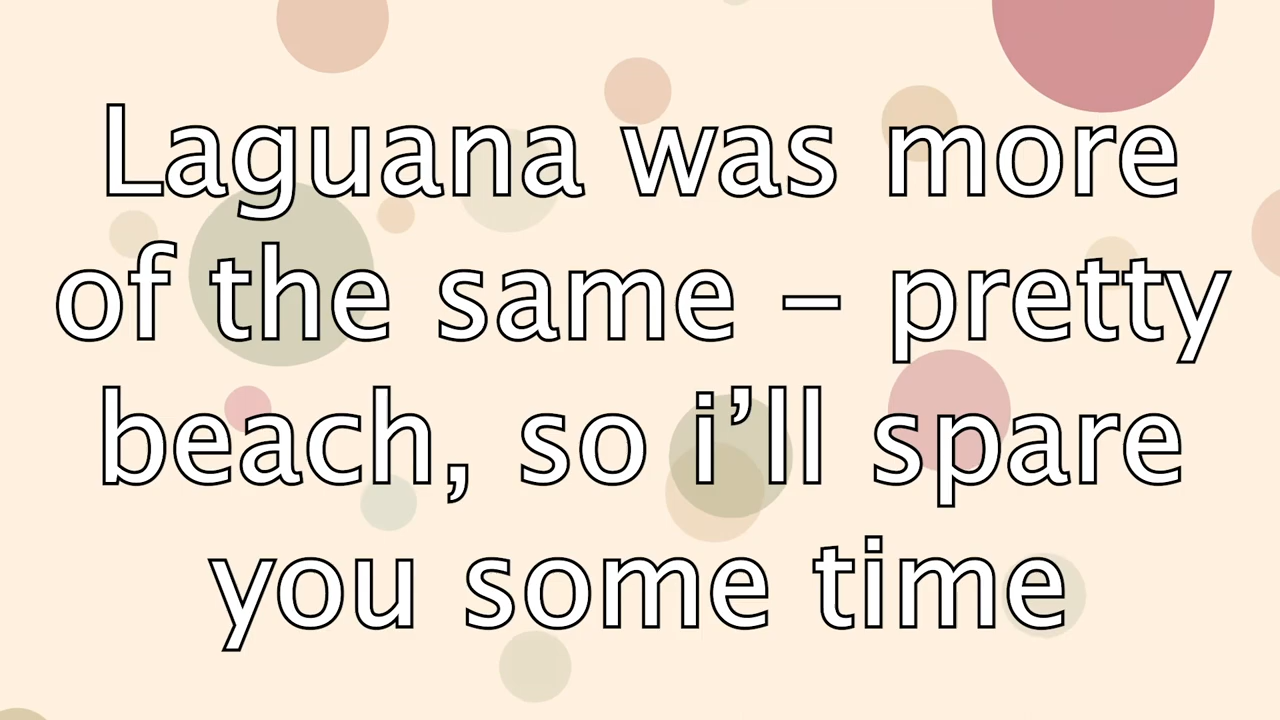 Laguana was more
of the same – pretty
beach, so i’ll spare
you some time